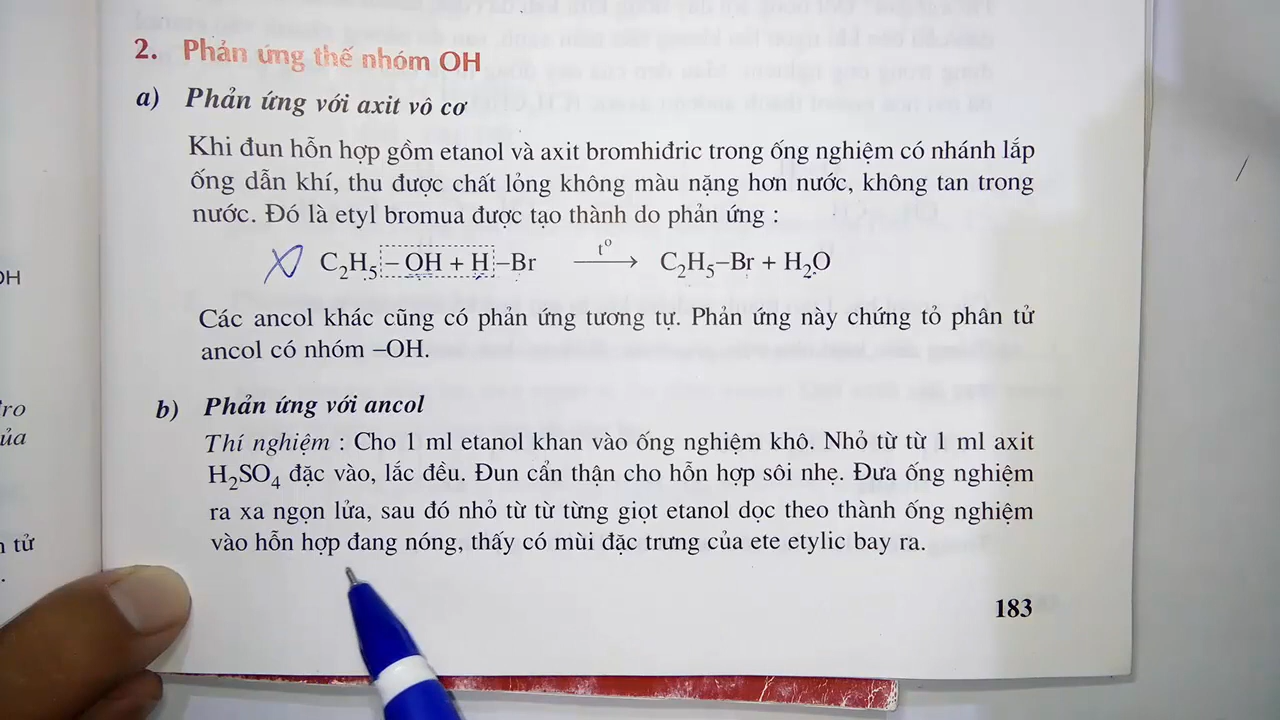 2. Phản ứng thế nhóm OH
a) Phản ứng với axit vô cơ
Khi đun hỗn hợp gồm etanol và axit bromhiđric trong ống nghiệm có nhánh lắp
ống dẫn khí, thu được chất lỏng không màu nặng hơn nước, không tan trong
nước. Đó là etyl bromua được tạo thành do phản ứng :
C₂H₅–OH + H–Br —t°→ C₂H₅–Br + H₂O
Các ancol khác cũng có phản ứng tương tự. Phản ứng này chứng tỏ phân tử
ancol có nhóm –OH.
b) Phản ứng với ancol
Thí nghiệm : Cho 1 ml etanol khan vào ống nghiệm khô. Nhỏ từ từ 1 ml axit
H₂SO₄ đặc vào, lắc đều. Đun cẩn thận cho hỗn hợp sôi nhẹ. Đưa ống nghiệm
ra xa ngọn lửa, sau đó nhỏ từ từ từng giọt etanol dọc theo thành ống nghiệm
vào hỗn hợp đang nóng, thấy có mùi đặc trưng của ete etylic bay ra.
183
OH
ủa
tử